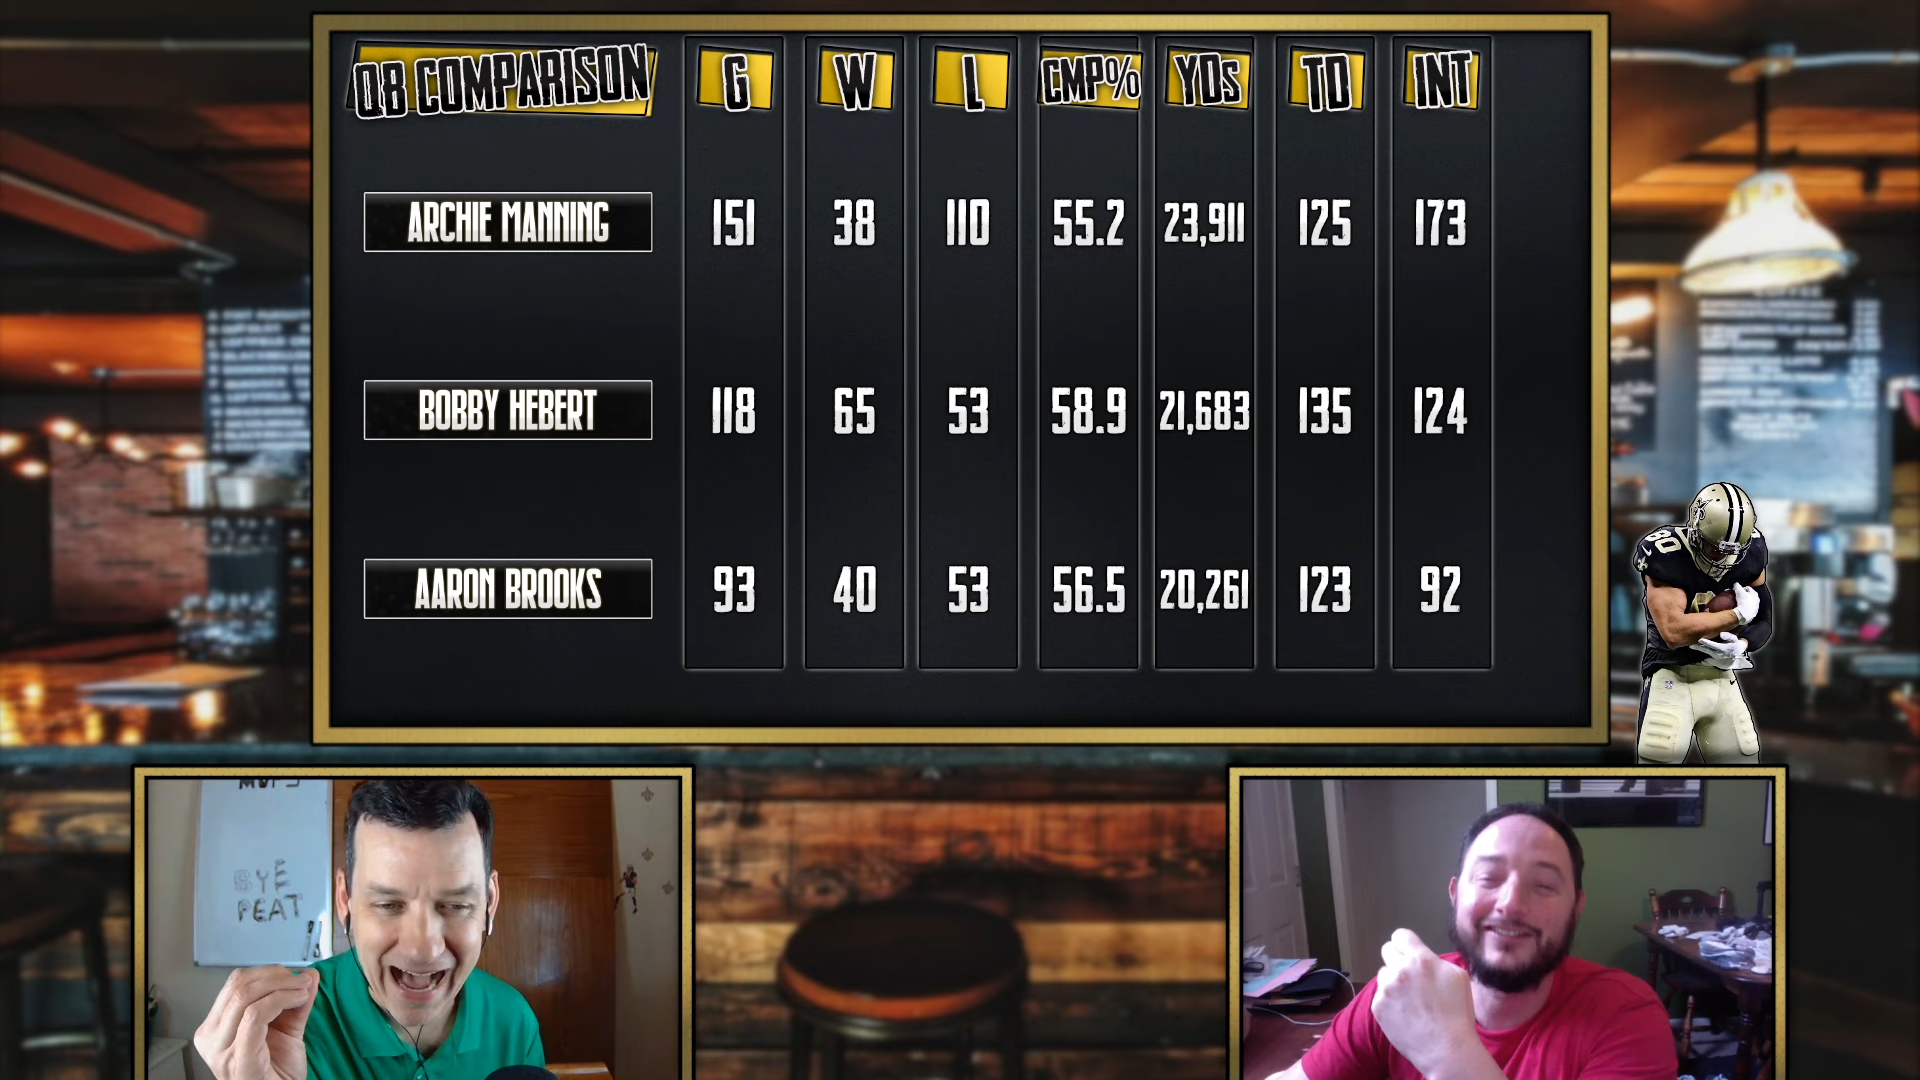 QB COMPARISON G W L CMP% YDS TD INT
ARCHIE MANNING 151 38 110 55.2 23,911 125 173
BOBBY HEBERT 118 65 53 58.9 21,683 135 124
AARON BROOKS 93 40 53 56.5 20,261 123 92
80
BYE
PEAT